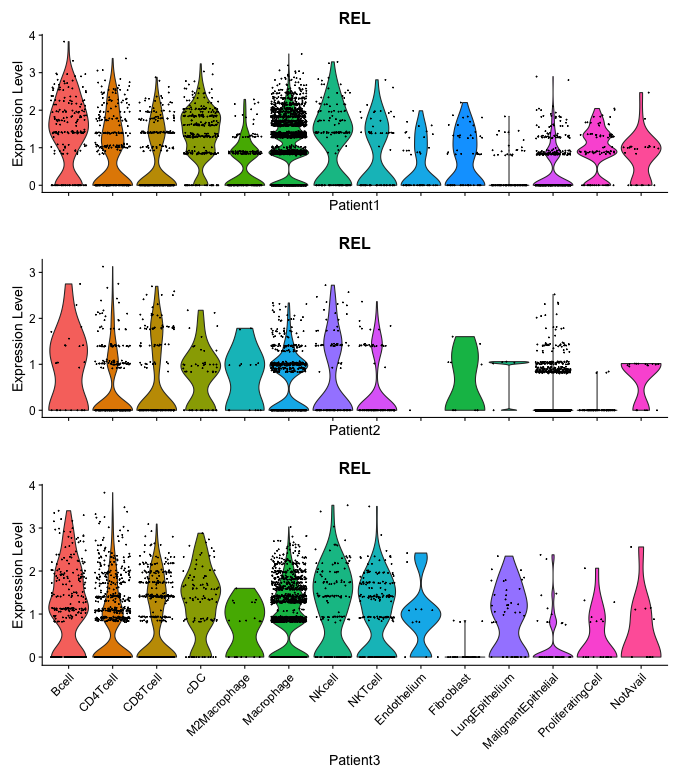 REL
Expression Level
4
3
2
1
0
Patient1
REL
Expression Level
3
2
1
0
Patient2
REL
Expression Level
4
3
2
1
0
Bcell
CD4Tcell
CD8Tcell
cDC
M2Macrophage
Macrophage
NKcell
NKTcell
Endothelium
Fibroblast
LungEpithelium
MalignantEpithelial
ProliferatingCell
NotAvail
Patient3